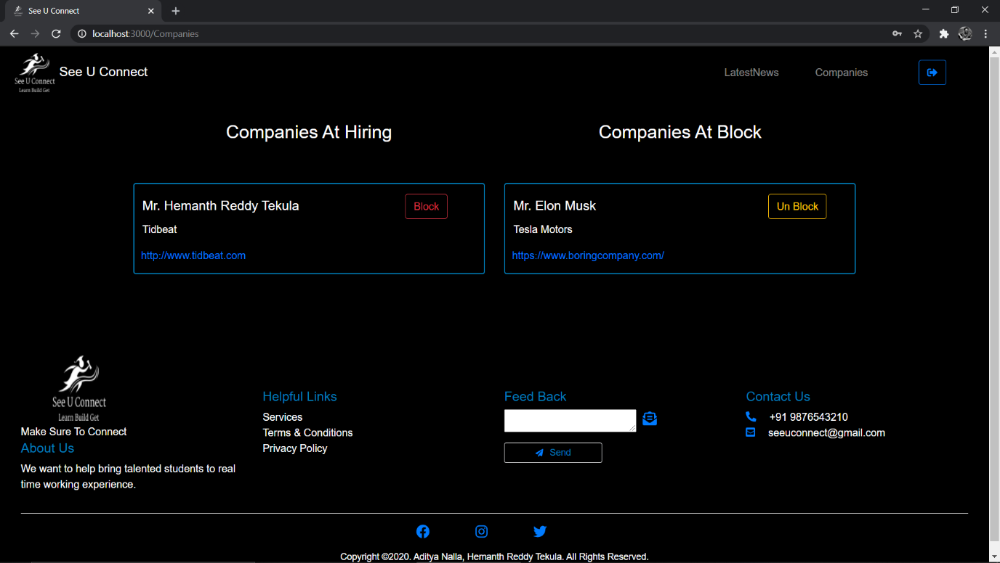 See U Connect
localhost:3000/Companies
See U Connect
Learn Build Get
See U Connect
LatestNews
Companies
Companies At Hiring
Companies At Block
Mr. Hemanth Reddy Tekula
Block
Tidbeat
http://www.tidbeat.com
Mr. Elon Musk
Un Block
Tesla Motors
https://www.boringcompany.com/
See U Connect
Learn Build Get
Make Sure To Connect
About Us
We want to help bring talented students to real
time working experience.
Helpful Links
Services
Terms & Conditions
Privacy Policy
Feed Back
Send
Contact Us
+91 9876543210
seeuconnect@gmail.com
Copyright ©2020. Aditya Nalla, Hemanth Reddy Tekula. All Rights Reserved.